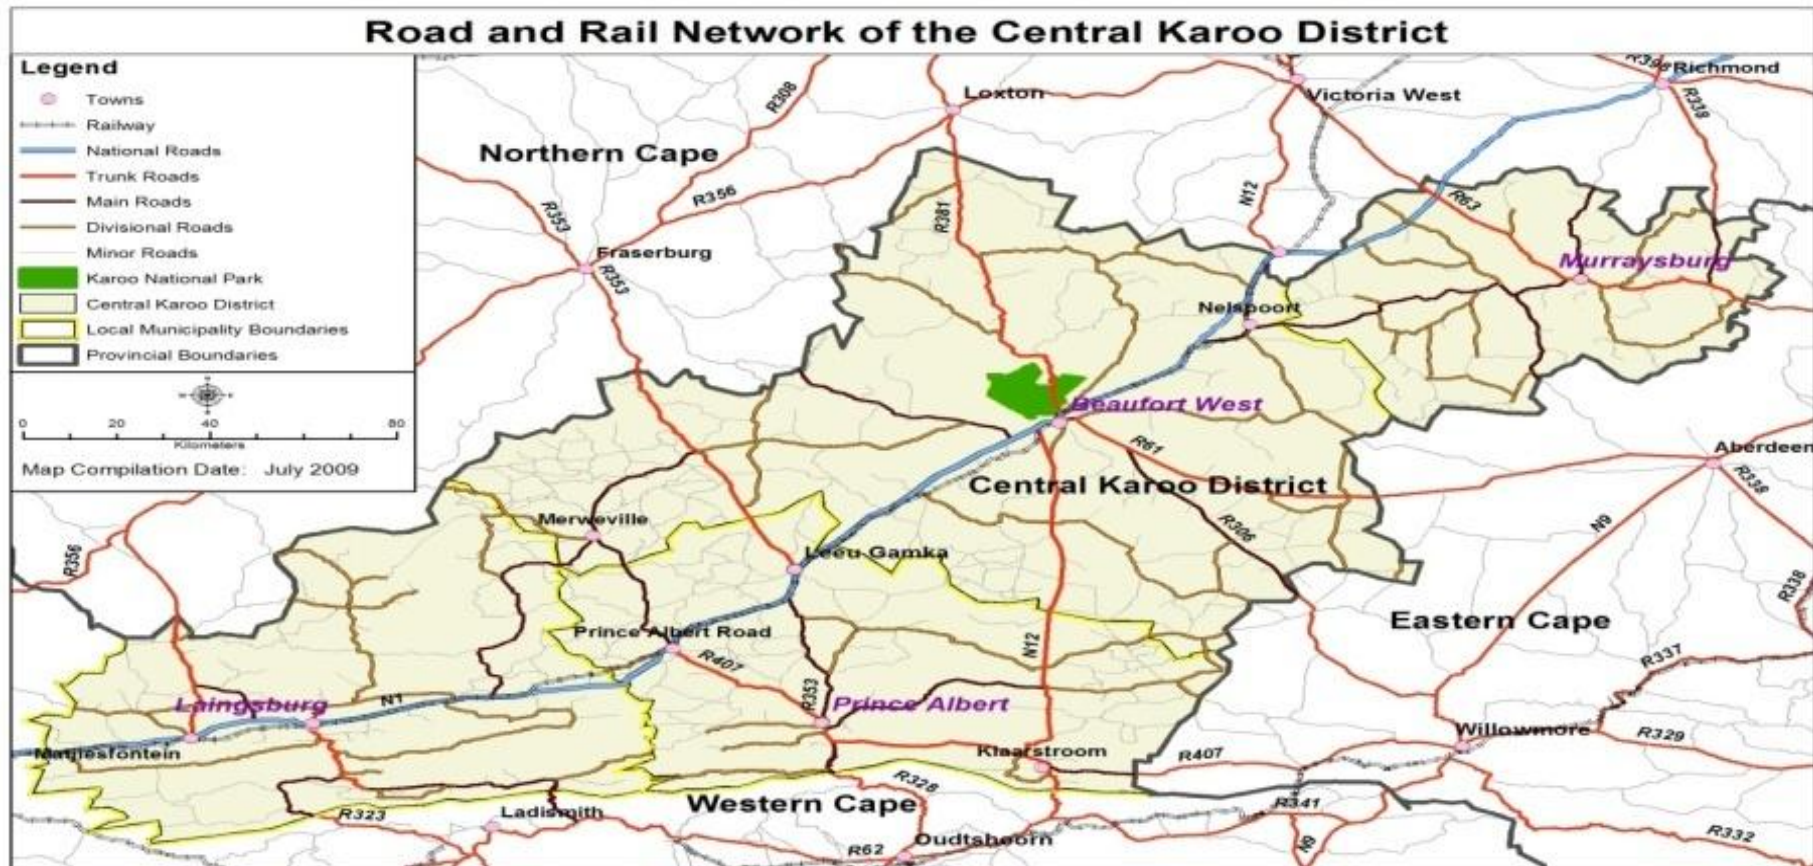 Road and Rail Network of the Central Karoo District
Legend
Towns
Railway
National Roads
Trunk Roads
Main Roads
Divisional Roads
Minor Roads
Karoo National Park
Central Karoo District
Local Municipality Boundaries
Provincial Boundaries
0 20 40 80
Kilometers
Map Compilation Date: July 2009
R398
Richmond
R308
Loxton
Victoria West
R338
Northern Cape
R356
N12
R63
R381
R353
Fraserburg
R353
Murraysburg
Nelspoort
Beaufort West
R61
Aberdeen
R338
Central Karoo District
Merweville
R306
N9
R356
Leeu Gamka
R338
Eastern Cape
Prince Albert Road
N12
R407
R337
R353
Laingsburg
N1
Prince Albert
Willowmore
Matjiesfontein
Klaarstroom
R407
R329
R328
Western Cape
R323
Ladismith
R341
R62
Oudtshoorn
N9
R332